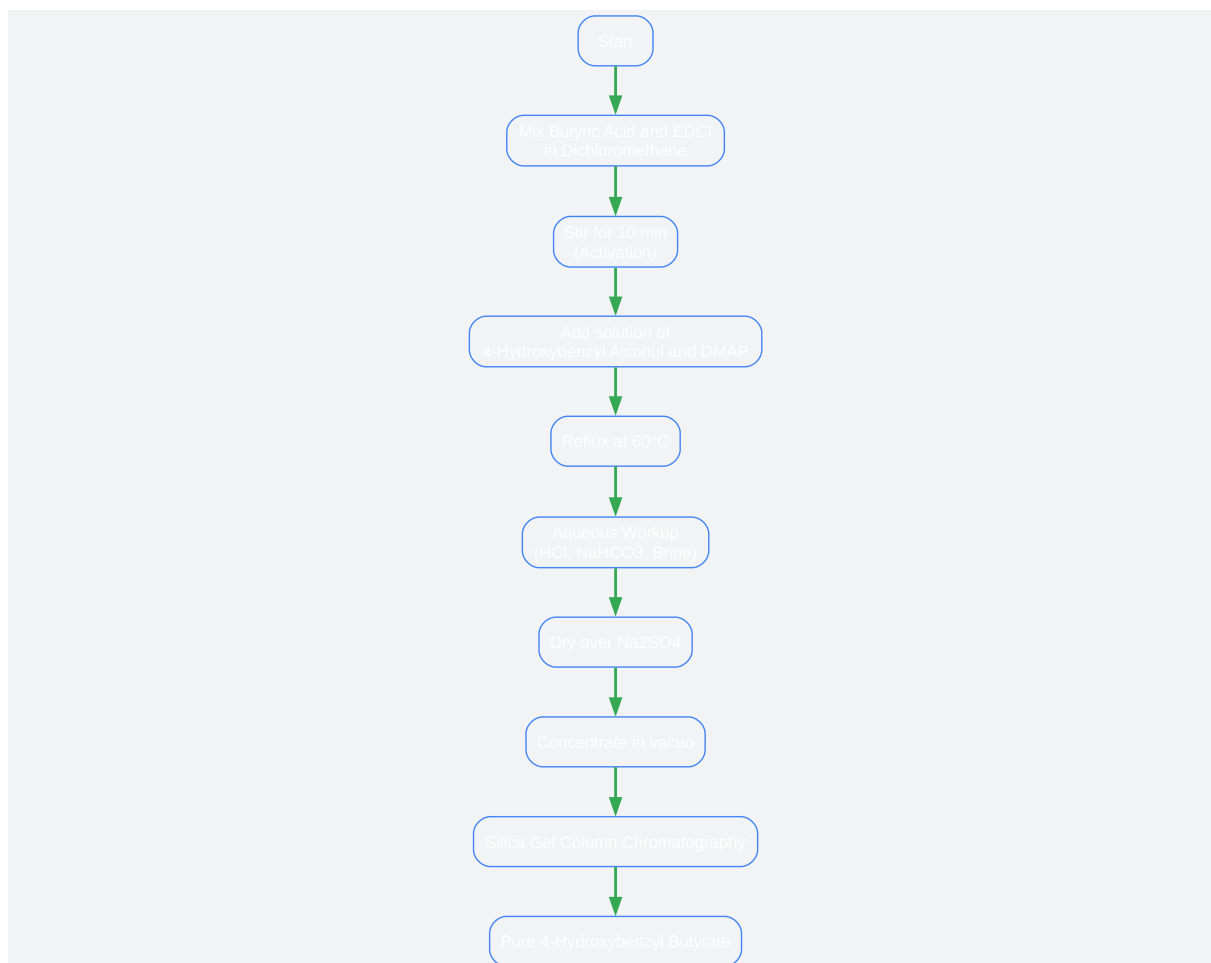 Start
Mix Butyric Acid and EDCI
in Dichloromethane
Stir for 10 min
(Activation)
Add solution of
4-Hydroxybenzyl Alcohol and DMAP
Reflux at 60°C
Aqueous Workup
(HCl, NaHCO3, Brine)
Dry over Na2SO4
Concentrate in vacuo
Silica Gel Column Chromatography
Pure 4-Hydroxybenzyl Butyrate